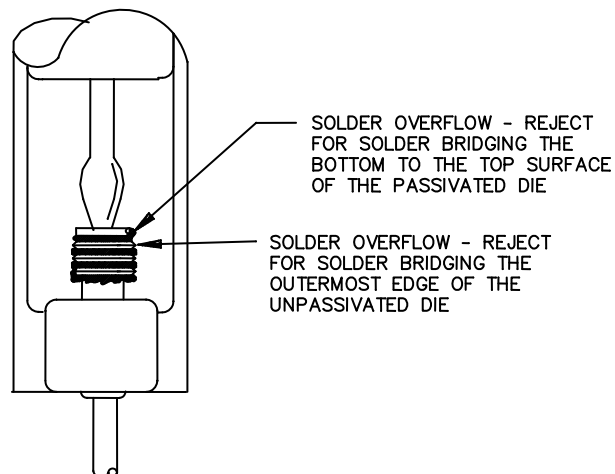 SOLDER OVERFLOW - REJECT
FOR SOLDER BRIDGING THE
BOTTOM TO THE TOP SURFACE
OF THE PASSIVATED DIE
SOLDER OVERFLOW - REJECT
FOR SOLDER BRIDGING THE
OUTERMOST EDGE OF THE
UNPASSIVATED DIE